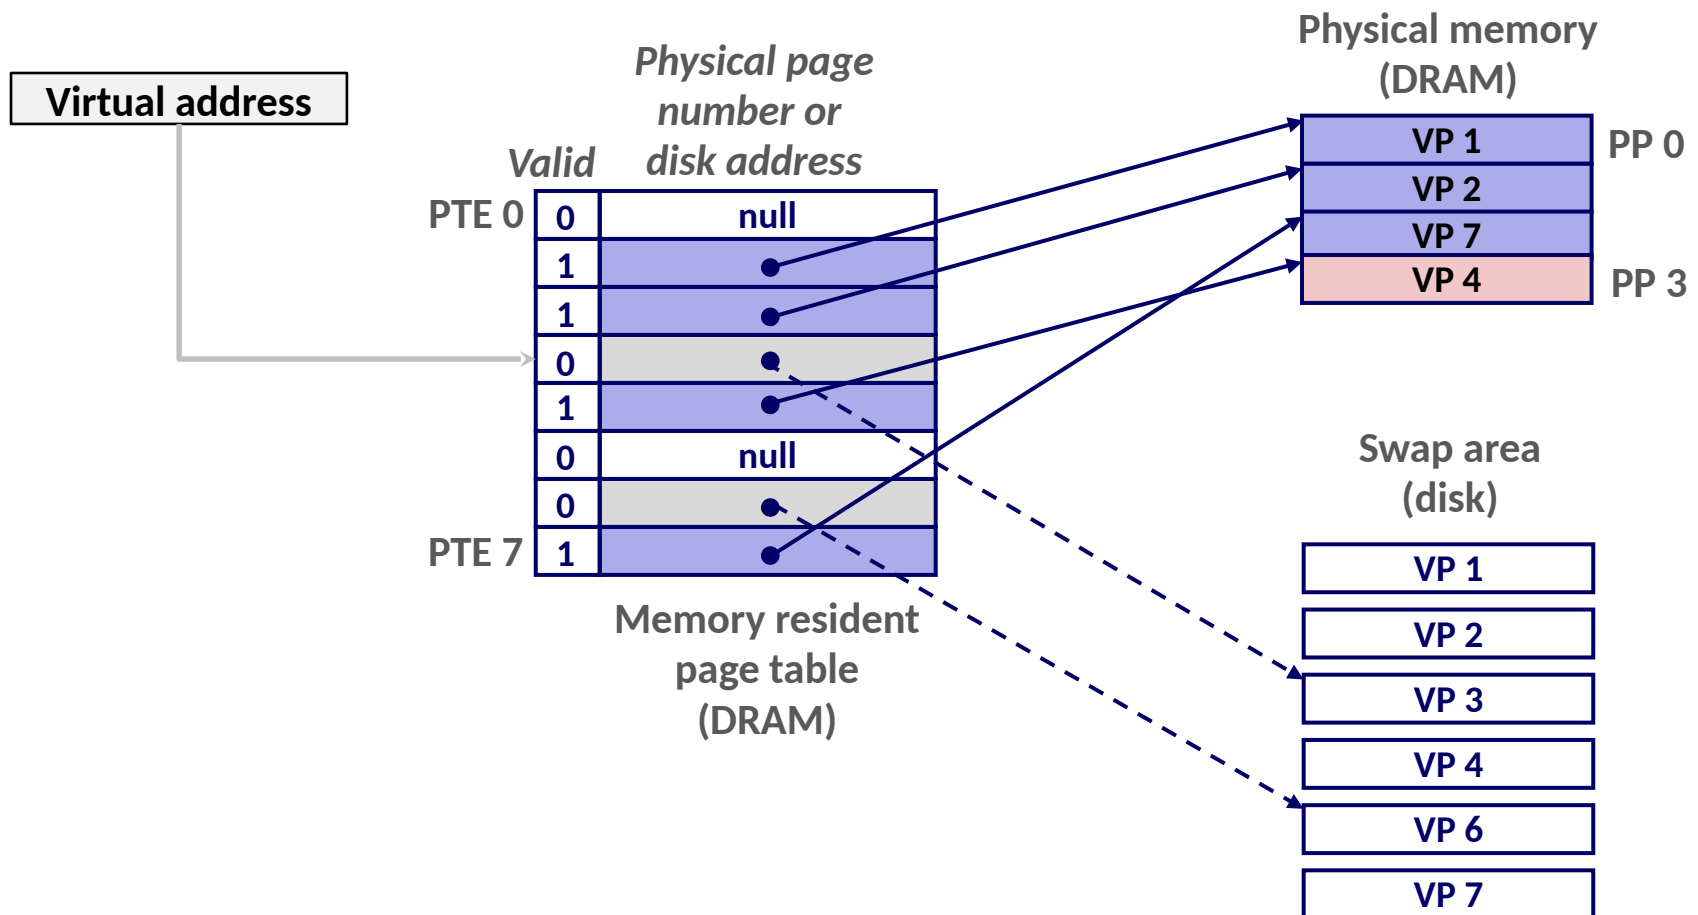 Virtual address
Physical page
number or
disk address
Valid
PTE 0
0
null
1
1
0
1
0
null
0
PTE 7
1
Memory resident
page table
(DRAM)
Physical memory
(DRAM)
VP 1
PP 0
VP 2
VP 7
VP 4
PP 3
Swap area
(disk)
VP 1
VP 2
VP 3
VP 4
VP 6
VP 7